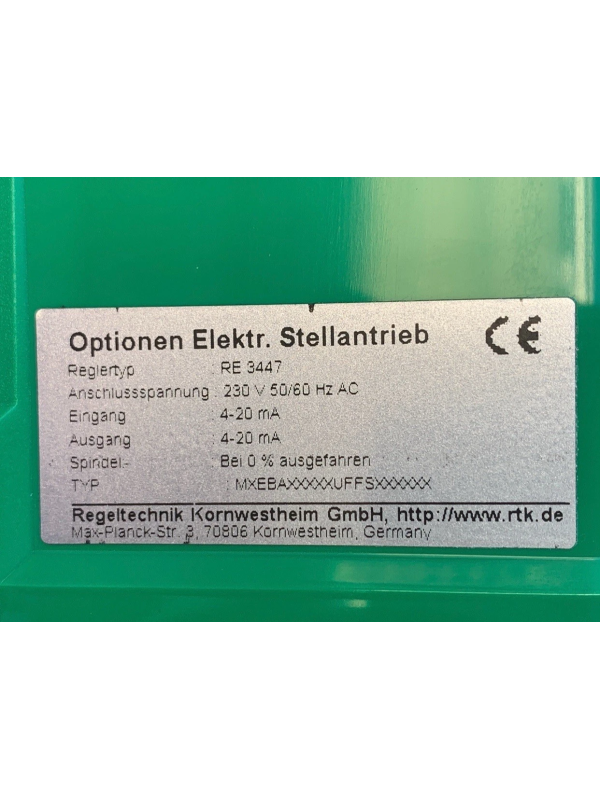 Optionen Elektr. Stellantrieb CE
Reglertyp : RE 3447
Anschlussspannung : 230 V 50/60 Hz AC
Eingang : 4-20 mA
Ausgang : 4-20 mA
Spindel.- : Bei 0 % ausgefahren
TYP : MXEBAXXXXXUFFSXXXXXX
Regeltechnik Kornwestheim GmbH, http://www.rtk.de
Max-Planck-Str. 3, 70806 Kornwestheim, Germany